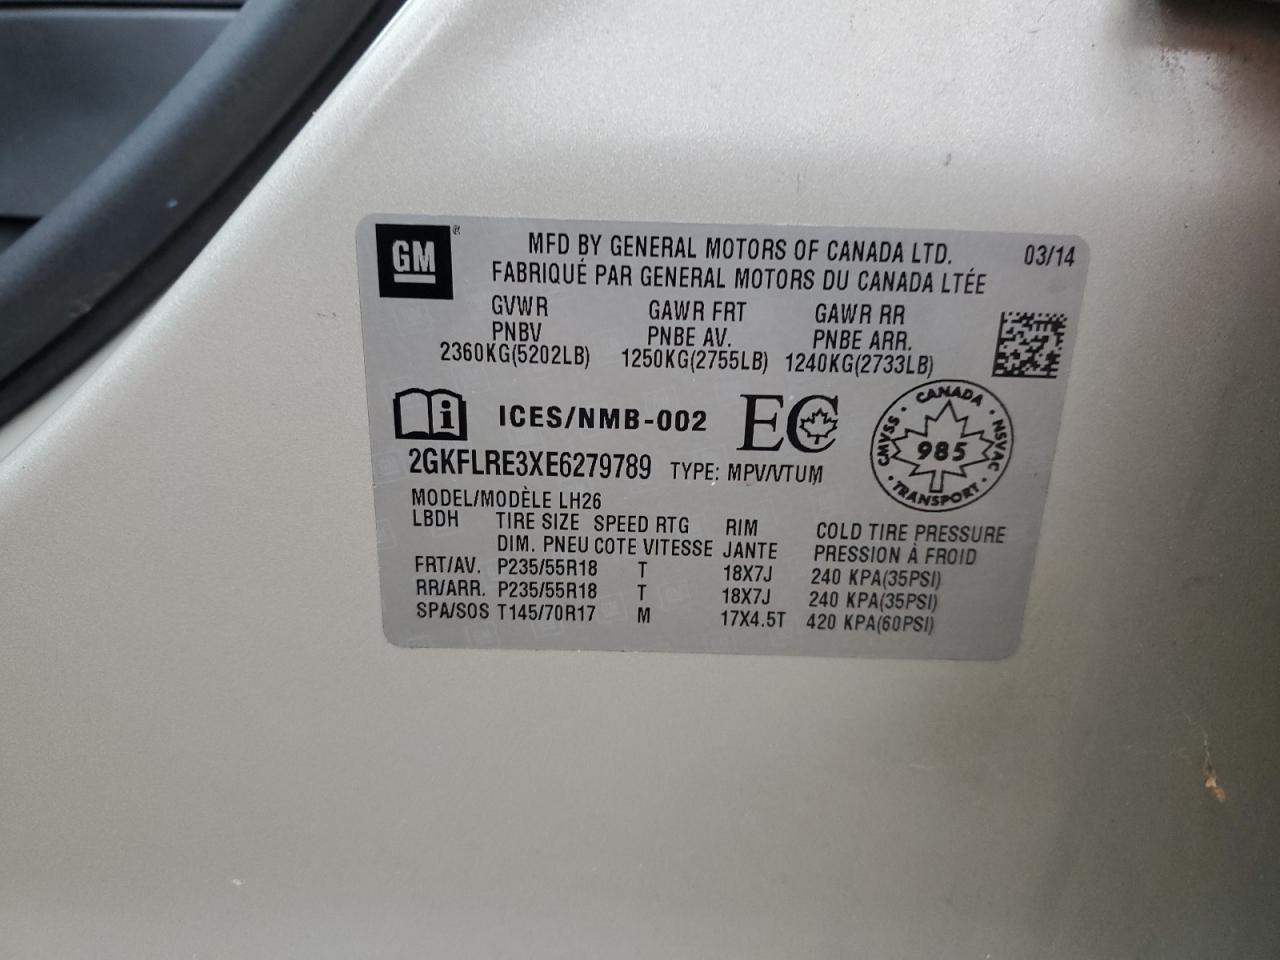 GM®
MFD BY GENERAL MOTORS OF CANADA LTD. 03/14
FABRIQUÉ PAR GENERAL MOTORS DU CANADA LTÉE
GVWR GAWR FRT GAWR RR
PNBV PNBE AV. PNBE ARR.
2360KG(5202LB) 1250KG(2755LB) 1240KG(2733LB)
i ICES/NMB-002 EC
CANADA
CMVSS · 985 · NSVAC
TRANSPORT
2GKFLRE3XE6279789 TYPE: MPV/VTUM
MODEL/MODÈLE LH26
LBDH TIRE SIZE SPEED RTG RIM COLD TIRE PRESSURE
DIM. PNEU COTE VITESSE JANTE PRESSION À FROID
FRT/AV. P235/55R18 T 18X7J 240 KPA(35PSI)
RR/ARR. P235/55R18 T 18X7J 240 KPA(35PSI)
SPA/SOS T145/70R17 M 17X4.5T 420 KPA(60PSI)